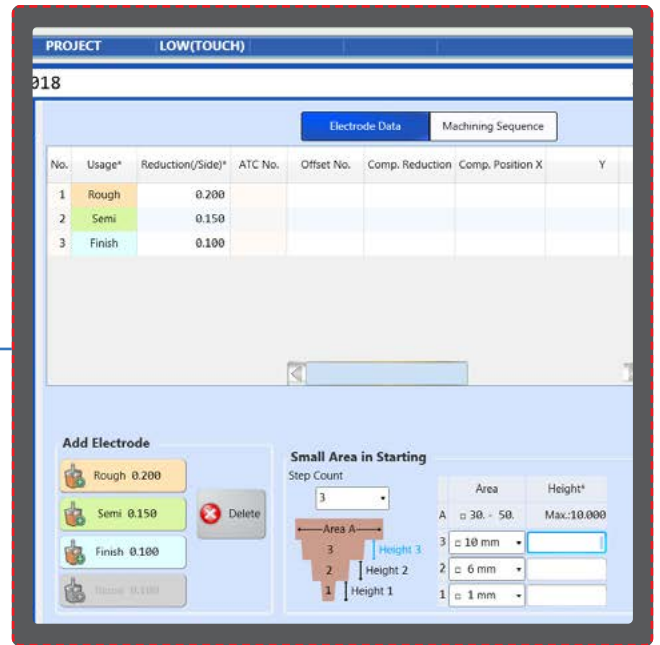 PROJECT LOW(TOUCH)
018
Electrode Data Machining Sequence
No. Usage* Reduction(/Side)* ATC No. Offset No. Comp. Reduction Comp. Position X Y
1 Rough 0.200
2 Semi 0.150
3 Finish 0.100
Add Electrode
Rough 0.200
Semi 0.150
Finish 0.100
0.100
Delete
Small Area in Starting
Step Count
3
Area A
3 Height 3
2 Height 2
1 Height 1
Area Height*
A □ 30. - 50. Max.:10.000
3 □ 10 mm
2 □ 6 mm
1 □ 1 mm